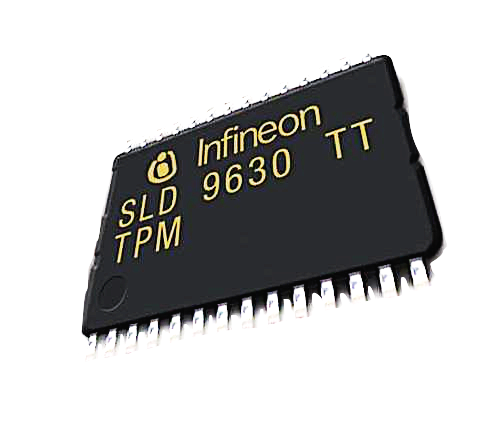 Infineon
SLD 9630 TT
TPM